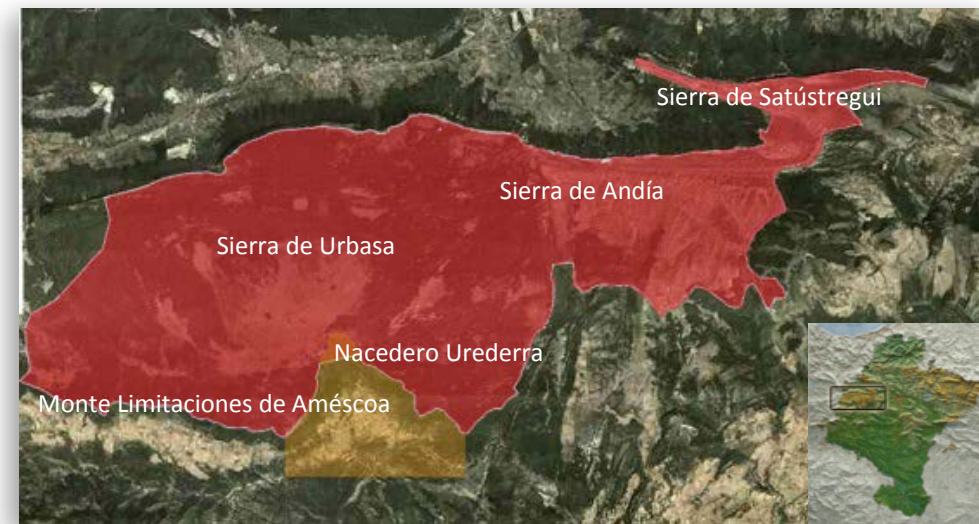 Sierra de Satústregui
Sierra de Andía
Sierra de Urbasa
Nacedero Urederra
Monte Limitaciones de Améscoa